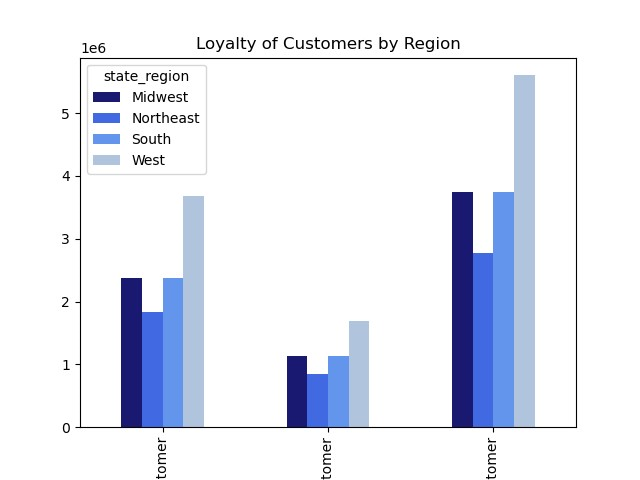 Loyalty of Customers by Region
1e6
state_region
Midwest
Northeast
South
West
5
4
3
2
1
0
tomer
tomer
tomer